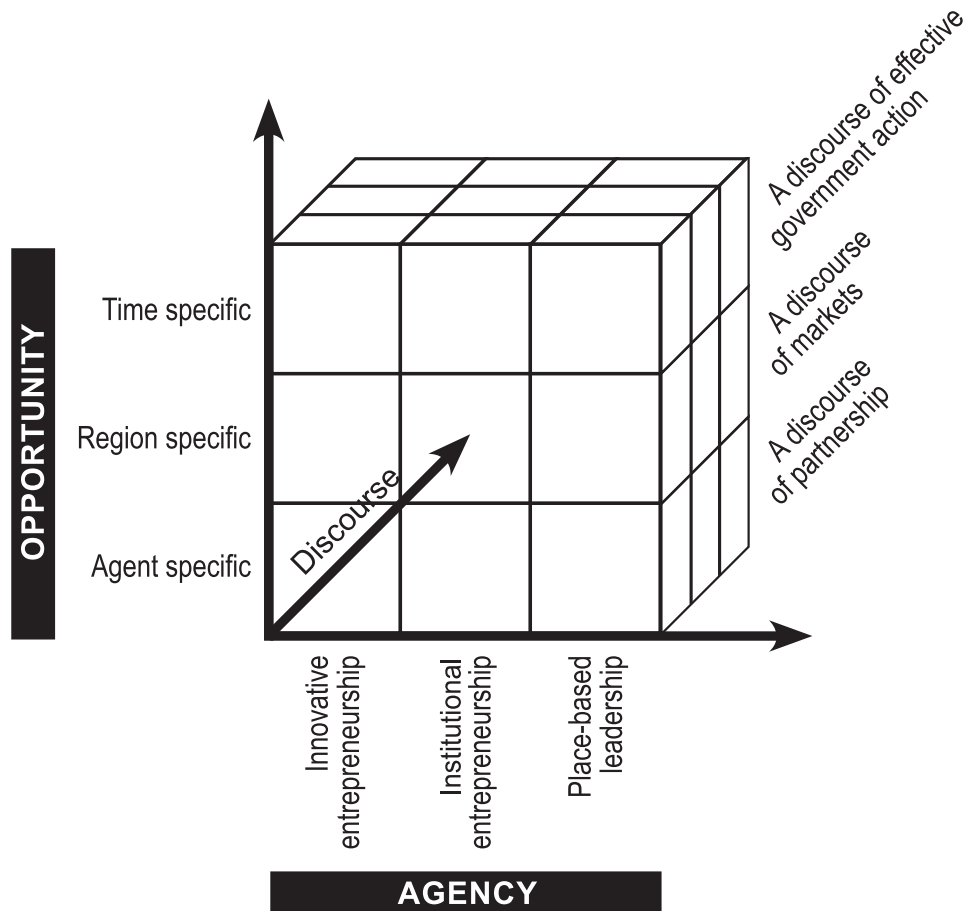 A discourse of effective
government action
A discourse
of markets
A discourse
of partnership
OPPORTUNITY
Time specific
Region specific
Agent specific
Discourse
Innovative
entrepreneurship
Institutional
entrepreneurship
Place-based
leadership
AGENCY